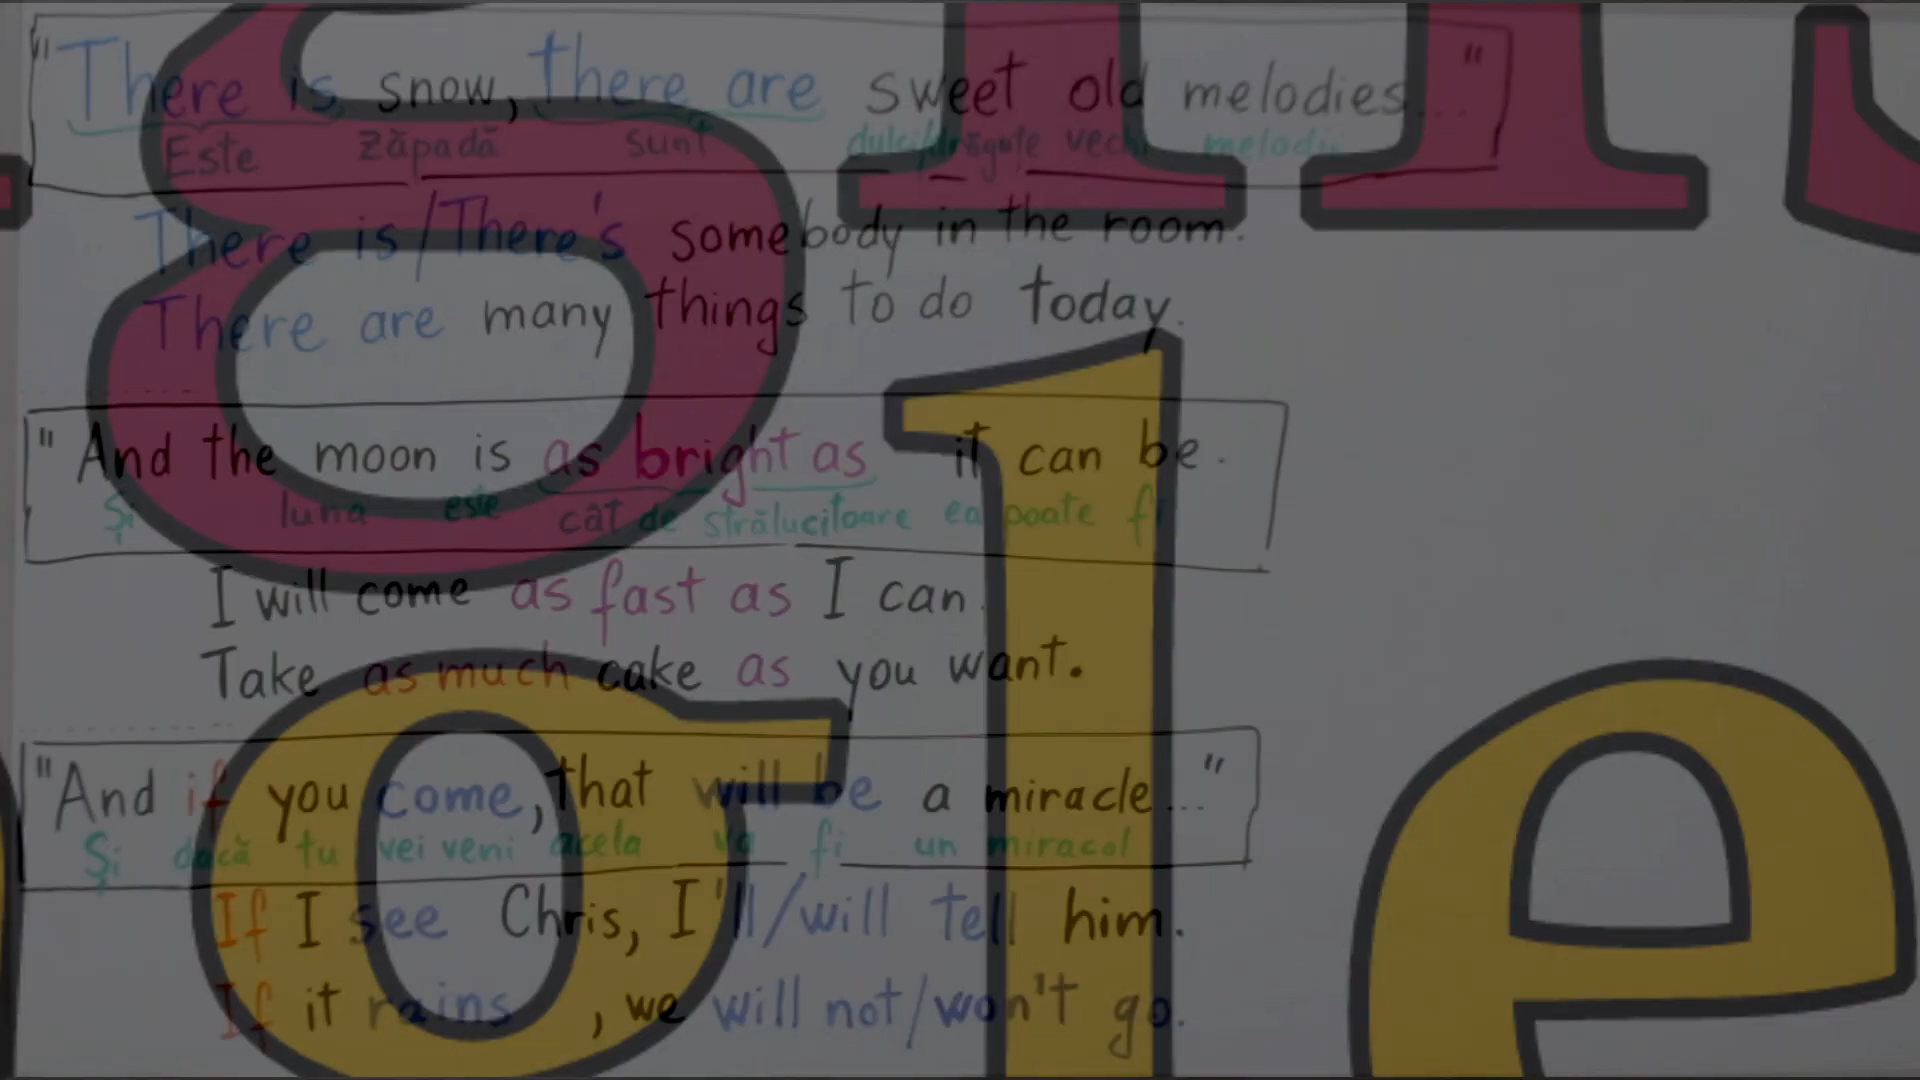 "There is snow, there are sweet old melodies..."
Este zăpadă sunt dulci/drăguțe vechi melodii
There is/There's somebody in the room.
There are many things to do today.
"And the moon is as bright as it can be.
Și luna este cât de strălucitoare ea poate fi
I will come as fast as I can.
Take as much cake as you want.
"And if you come, that will be a miracle..."
Și dacă tu vei veni acela va fi un miracol
If I see Chris, I'll/will tell him.
If it rains, we will not/won't go.